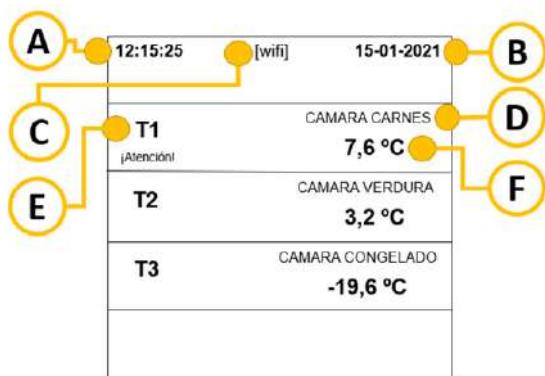 A
12:15:25 [wifi] 15-01-2021
B
C
CAMARA CARNES
D
E
T1
7,6 ºC
F
¡Atención!
T2
CAMARA VERDURA
3,2 ºC
T3
CAMARA CONGELADO
-19,6 ºC